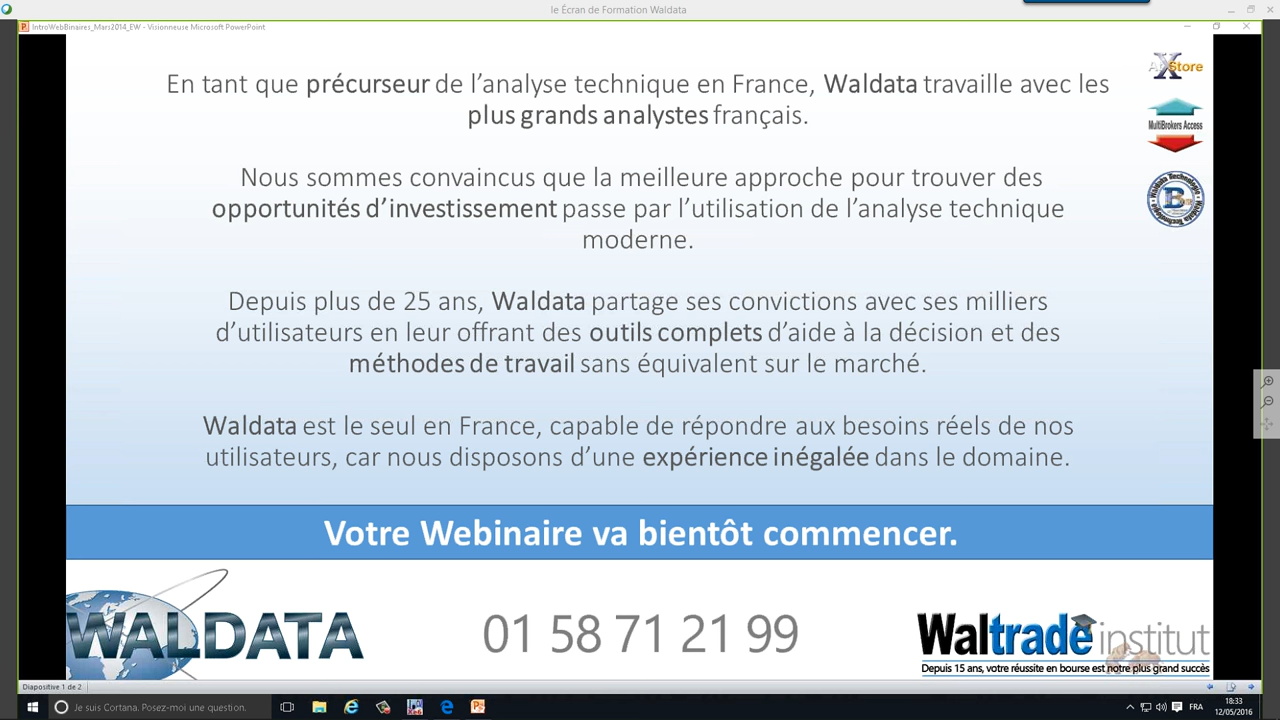 le Écran de Formation Waldata
IntroWebBinaires_Mars2014_EW - Visionneuse Microsoft PowerPoint
En tant que précurseur de l’analyse technique en France, Waldata travaille avec les
plus grands analystes français.
Nous sommes convaincus que la meilleure approche pour trouver des
opportunités d’investissement passe par l’utilisation de l’analyse technique
moderne.
Depuis plus de 25 ans, Waldata partage ses convictions avec ses milliers
d’utilisateurs en leur offrant des outils complets d’aide à la décision et des
méthodes de travail sans équivalent sur le marché.
Waldata est le seul en France, capable de répondre aux besoins réels de nos
utilisateurs, car nous disposons d’une expérience inégalée dans le domaine.
Store
MultiBrokers Access
Votre Webinaire va bientôt commencer.
WALDATA
01 58 71 21 99
Waltrade institut
Depuis 15 ans, votre réussite en bourse est notre plus grand succès
Diapositive 1 de 2
Je suis Cortana. Posez-moi une question.
FRA
18:33
12/05/2016